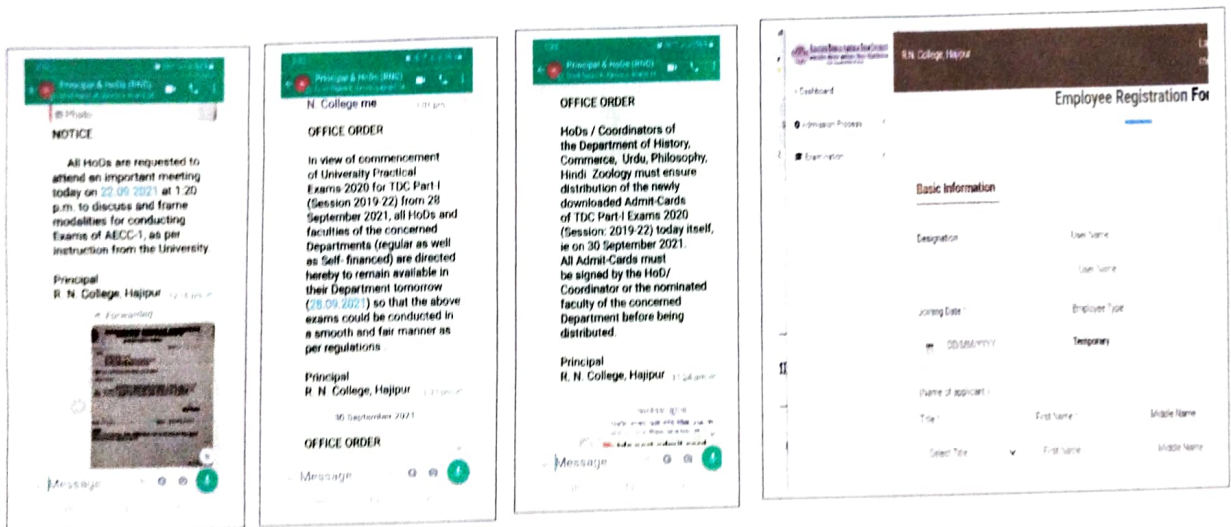 Principal & HoDs (RNC)
Photo
NOTICE
All HoDs are requested to
attend an important meeting
today on 22.09.2021 at 1:20
p.m. to discuss and frame
modalities for conducting
Exams of AECC-1, as per
instruction from the University
Principal
R. N. College, Hajipur
Forwarding
Message
Principal & HoDs (RNC)
N. College me
OFFICE ORDER
In view of commencement
of University Practical
Exams 2020 for TDC Part-I
(Session 2019-22) from 28
September 2021, all HoDs and
faculties of the concerned
Departments (regular as well
as Self- financed) are directed
hereby to remain available in
their Department tomorrow
(28.09.2021) so that the above
exams could be conducted in
a smooth and fair manner as
per regulations
Principal
R. N. College, Hajipur
30 September 2021
OFFICE ORDER
Message
Principal & HoDs (RNC)
OFFICE ORDER
HoDs / Coordinators of
the Department of History,
Commerce, Urdu, Philosophy,
Hindi Zoology must ensure
distribution of the newly
downloaded Admit-Cards
of TDC Part-I Exams 2020
(Session: 2019-22) today itself,
ie on 30 September 2021.
All Admit-Cards must
be signed by the HoD/
Coordinator or the nominated
faculty of the concerned
Department before being
distributed.
Principal
R. N. College, Hajipur
Message
R.N. College, Hajipur
Dashboard
Admission Process
Examination
Employee Registration For
Basic Information
Designation
User Name
User Name
Joining Date
Employee Type
DD/MM/YYYY
Temporary
(Name of applicant)
Title
First Name
Middle Name
Select Title
First Name
Middle Name